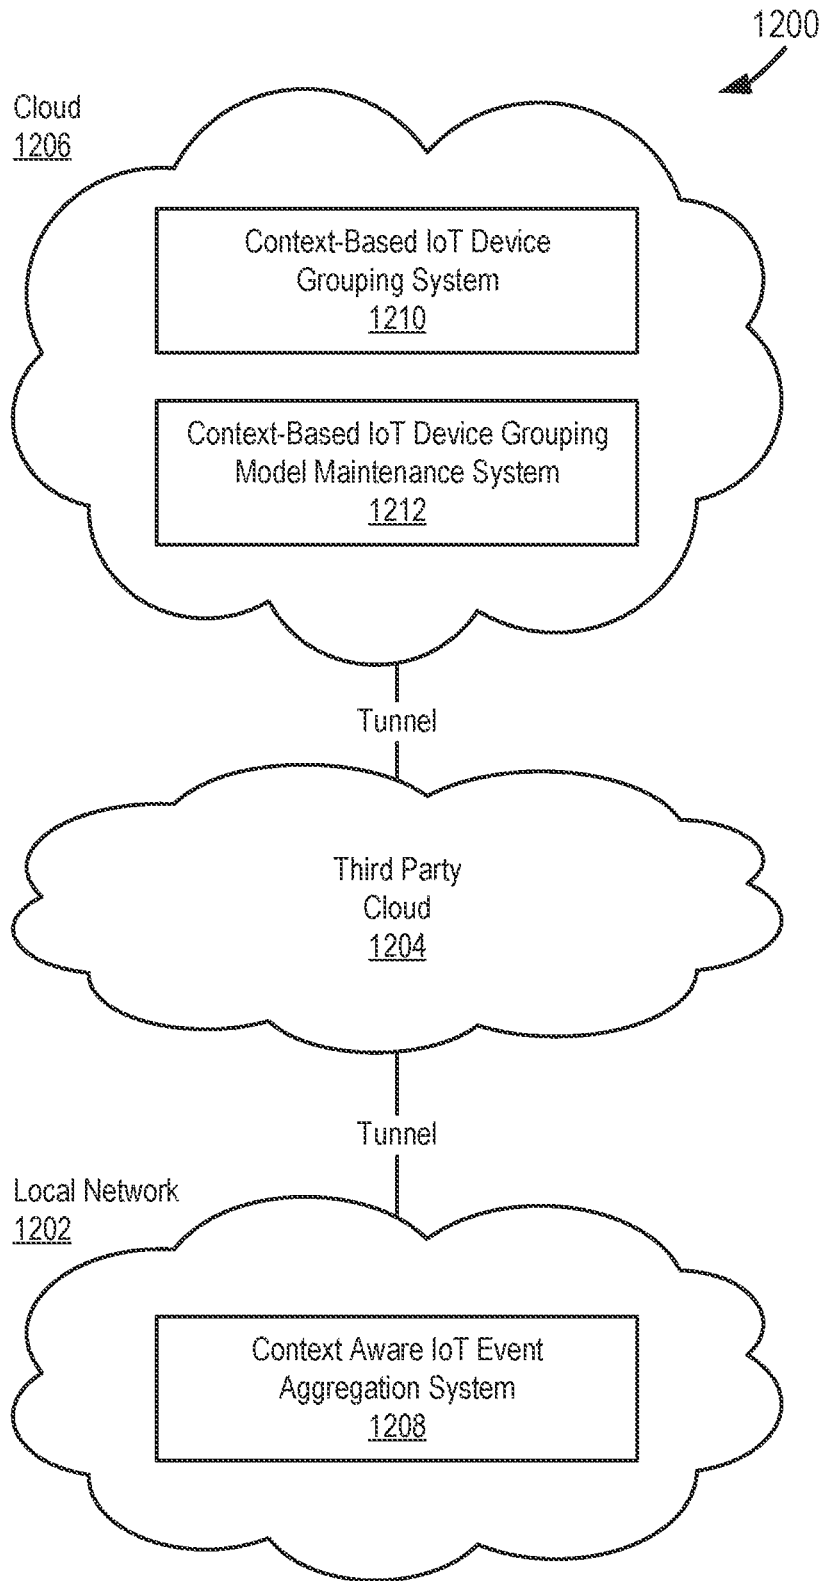 1200
Cloud
1206
Context-Based IoT Device
Grouping System
1210
Context-Based IoT Device Grouping
Model Maintenance System
1212
Tunnel
Third Party
Cloud
1204
Tunnel
Local Network
1202
Context Aware IoT Event
Aggregation System
1208